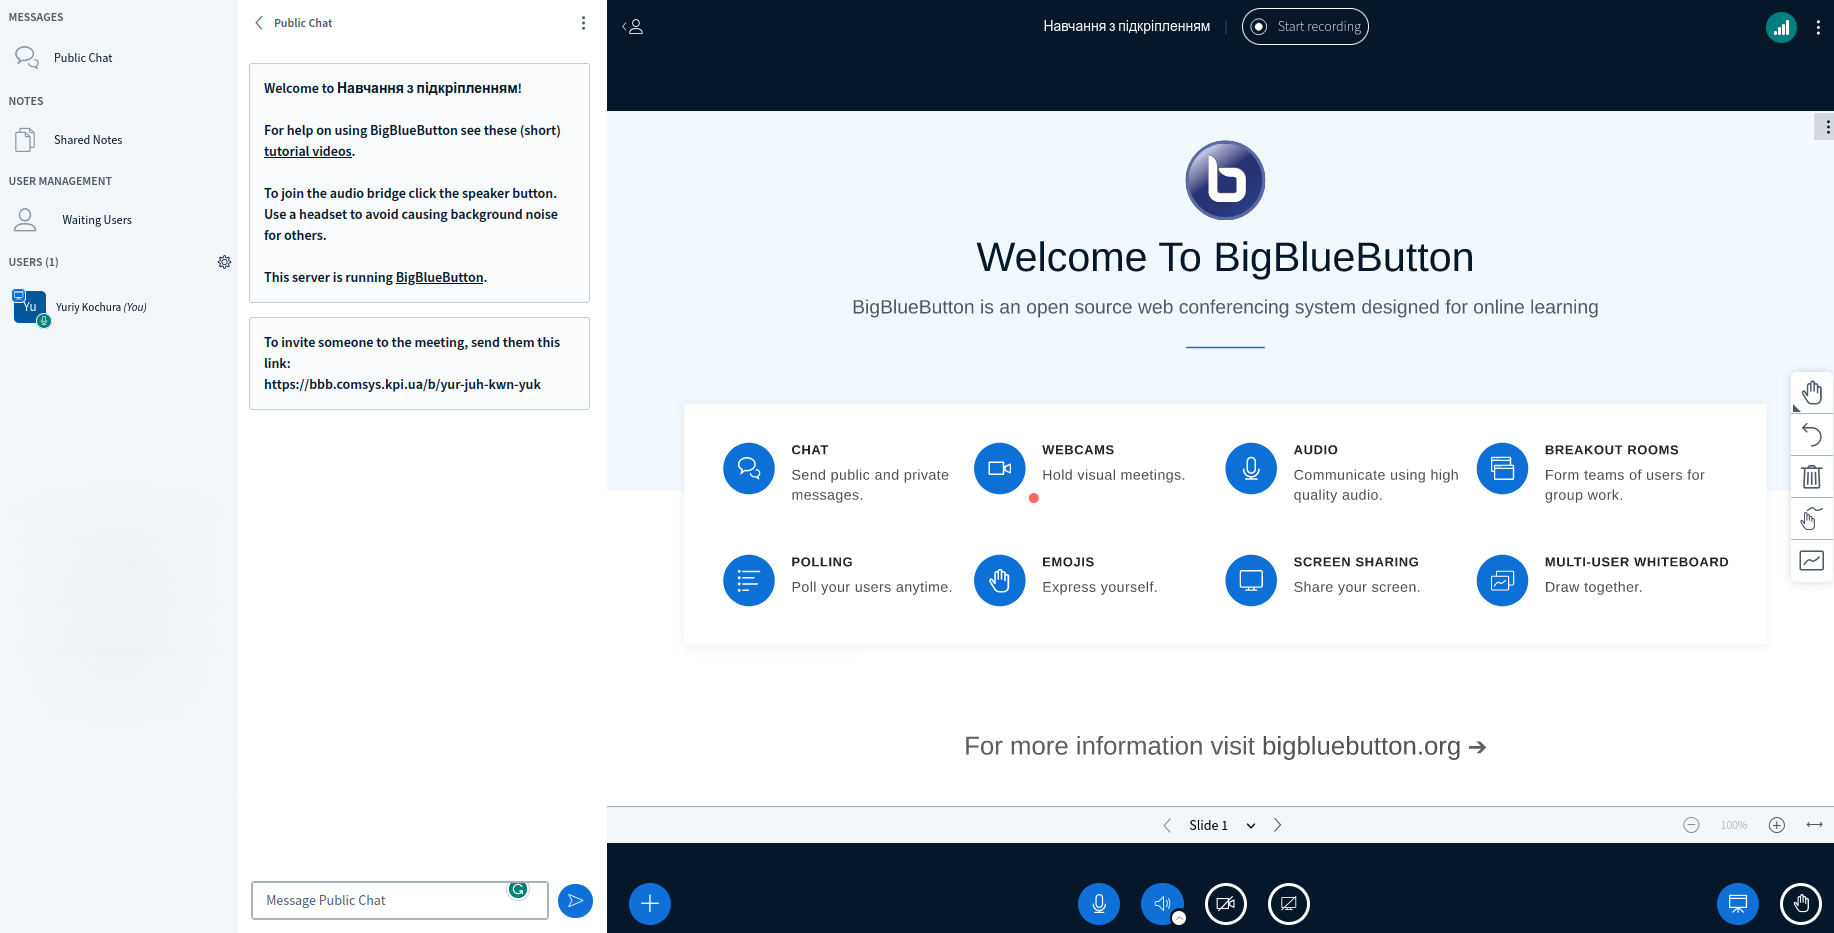 MESSAGES
Public Chat
NOTES
Shared Notes
USER MANAGEMENT
Waiting Users
USERS (1)
Yu
Yuriy Kochura (You)
Public Chat
Welcome to Навчання з підкріпленням!
For help on using BigBlueButton see these (short)
tutorial videos.
To join the audio bridge click the speaker button.
Use a headset to avoid causing background noise
for others.
This server is running BigBlueButton.
To invite someone to the meeting, send them this
link:
https://bbb.comsys.kpi.ua/b/yur-juh-kwn-yuk
Message Public Chat
Навчання з підкріпленням
Start recording
Welcome To BigBlueButton
BigBlueButton is an open source web conferencing system designed for online learning
CHAT
Send public and private
messages.
WEBCAMS
Hold visual meetings.
AUDIO
Communicate using high
quality audio.
BREAKOUT ROOMS
Form teams of users for
group work.
POLLING
Poll your users anytime.
EMOJIS
Express yourself.
SCREEN SHARING
Share your screen.
MULTI-USER WHITEBOARD
Draw together.
For more information visit bigbluebutton.org ➔
Slide 1
100%